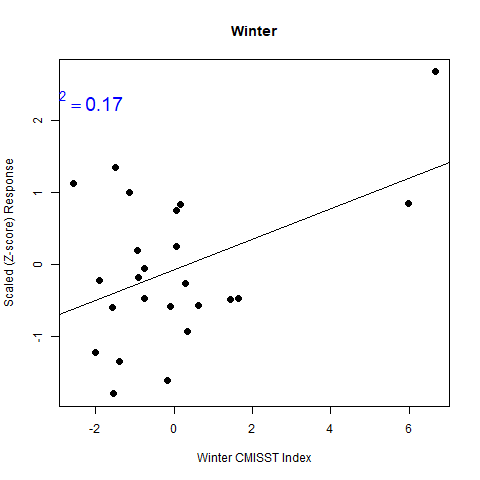 Winter
2 = 0.17
Scaled (Z-score) Response
2
1
0
-1
-2
0
2
4
6
Winter CMISST Index